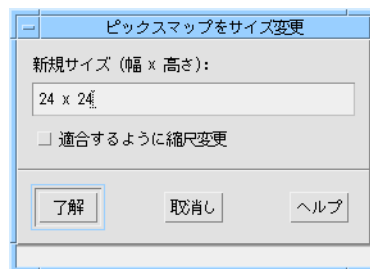 ピックスマップをサイズ変更
新規サイズ (幅 x 高さ):
24 x 24
適合するように縮尺変更
了解 取消し ヘルプ